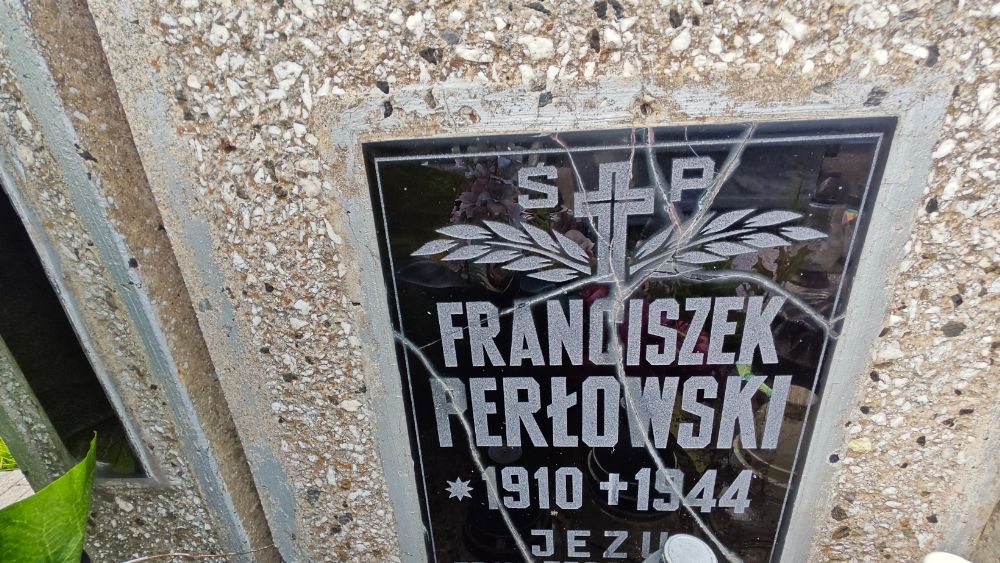 S P
FRANCISZEK
PERŁOWSKI
* 1910 † 1944
JEZU